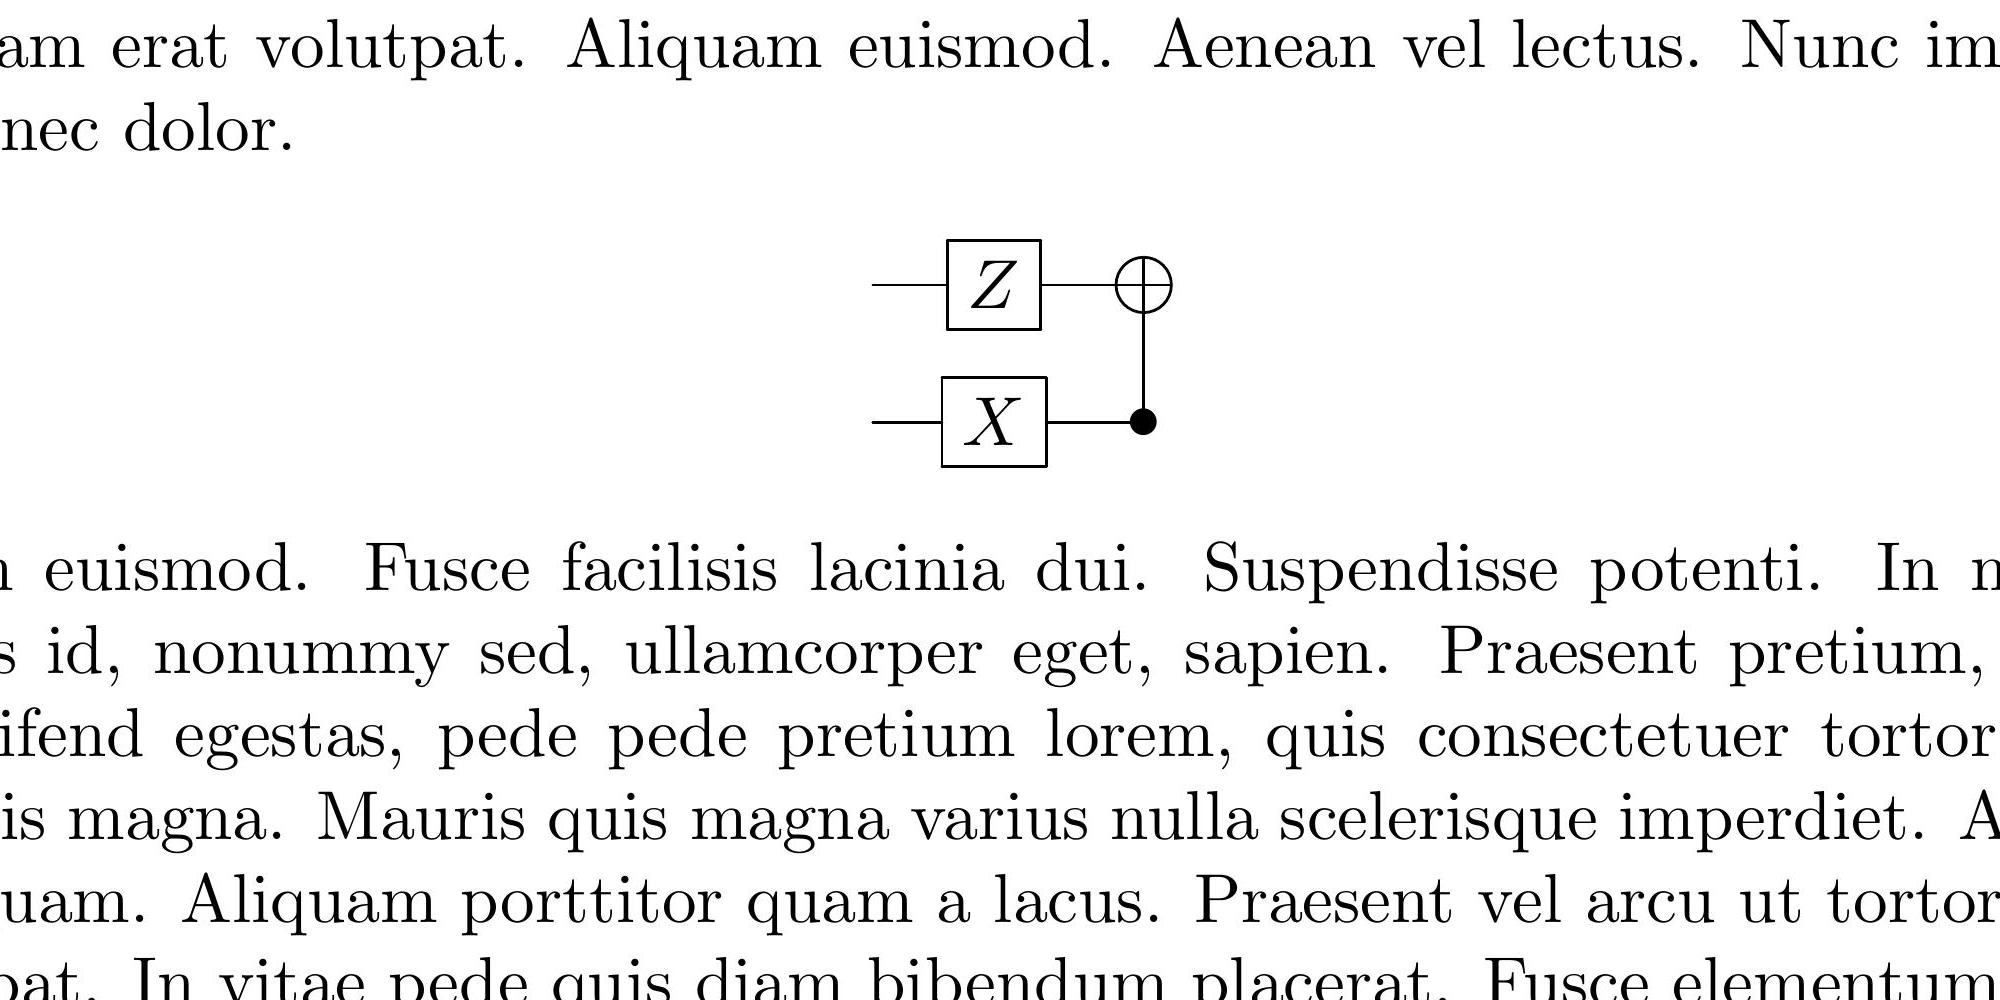 am erat volutpat. Aliquam euismod. Aenean vel lectus. Nunc im
nec dolor.
Z
X
euismod. Fusce facilisis lacinia dui. Suspendisse potenti. In
s id, nonummy sed, ullamcorper eget, sapien. Praesent pretium,
ifend egestas, pede pede pretium lorem, quis consectetuer tortor
is magna. Mauris quis magna varius nulla scelerisque imperdiet. A
uam. Aliquam porttitor quam a lacus. Praesent vel arcu ut tortor
pat. In vitae pede quis diam bibendum placerat. Fusce elementum